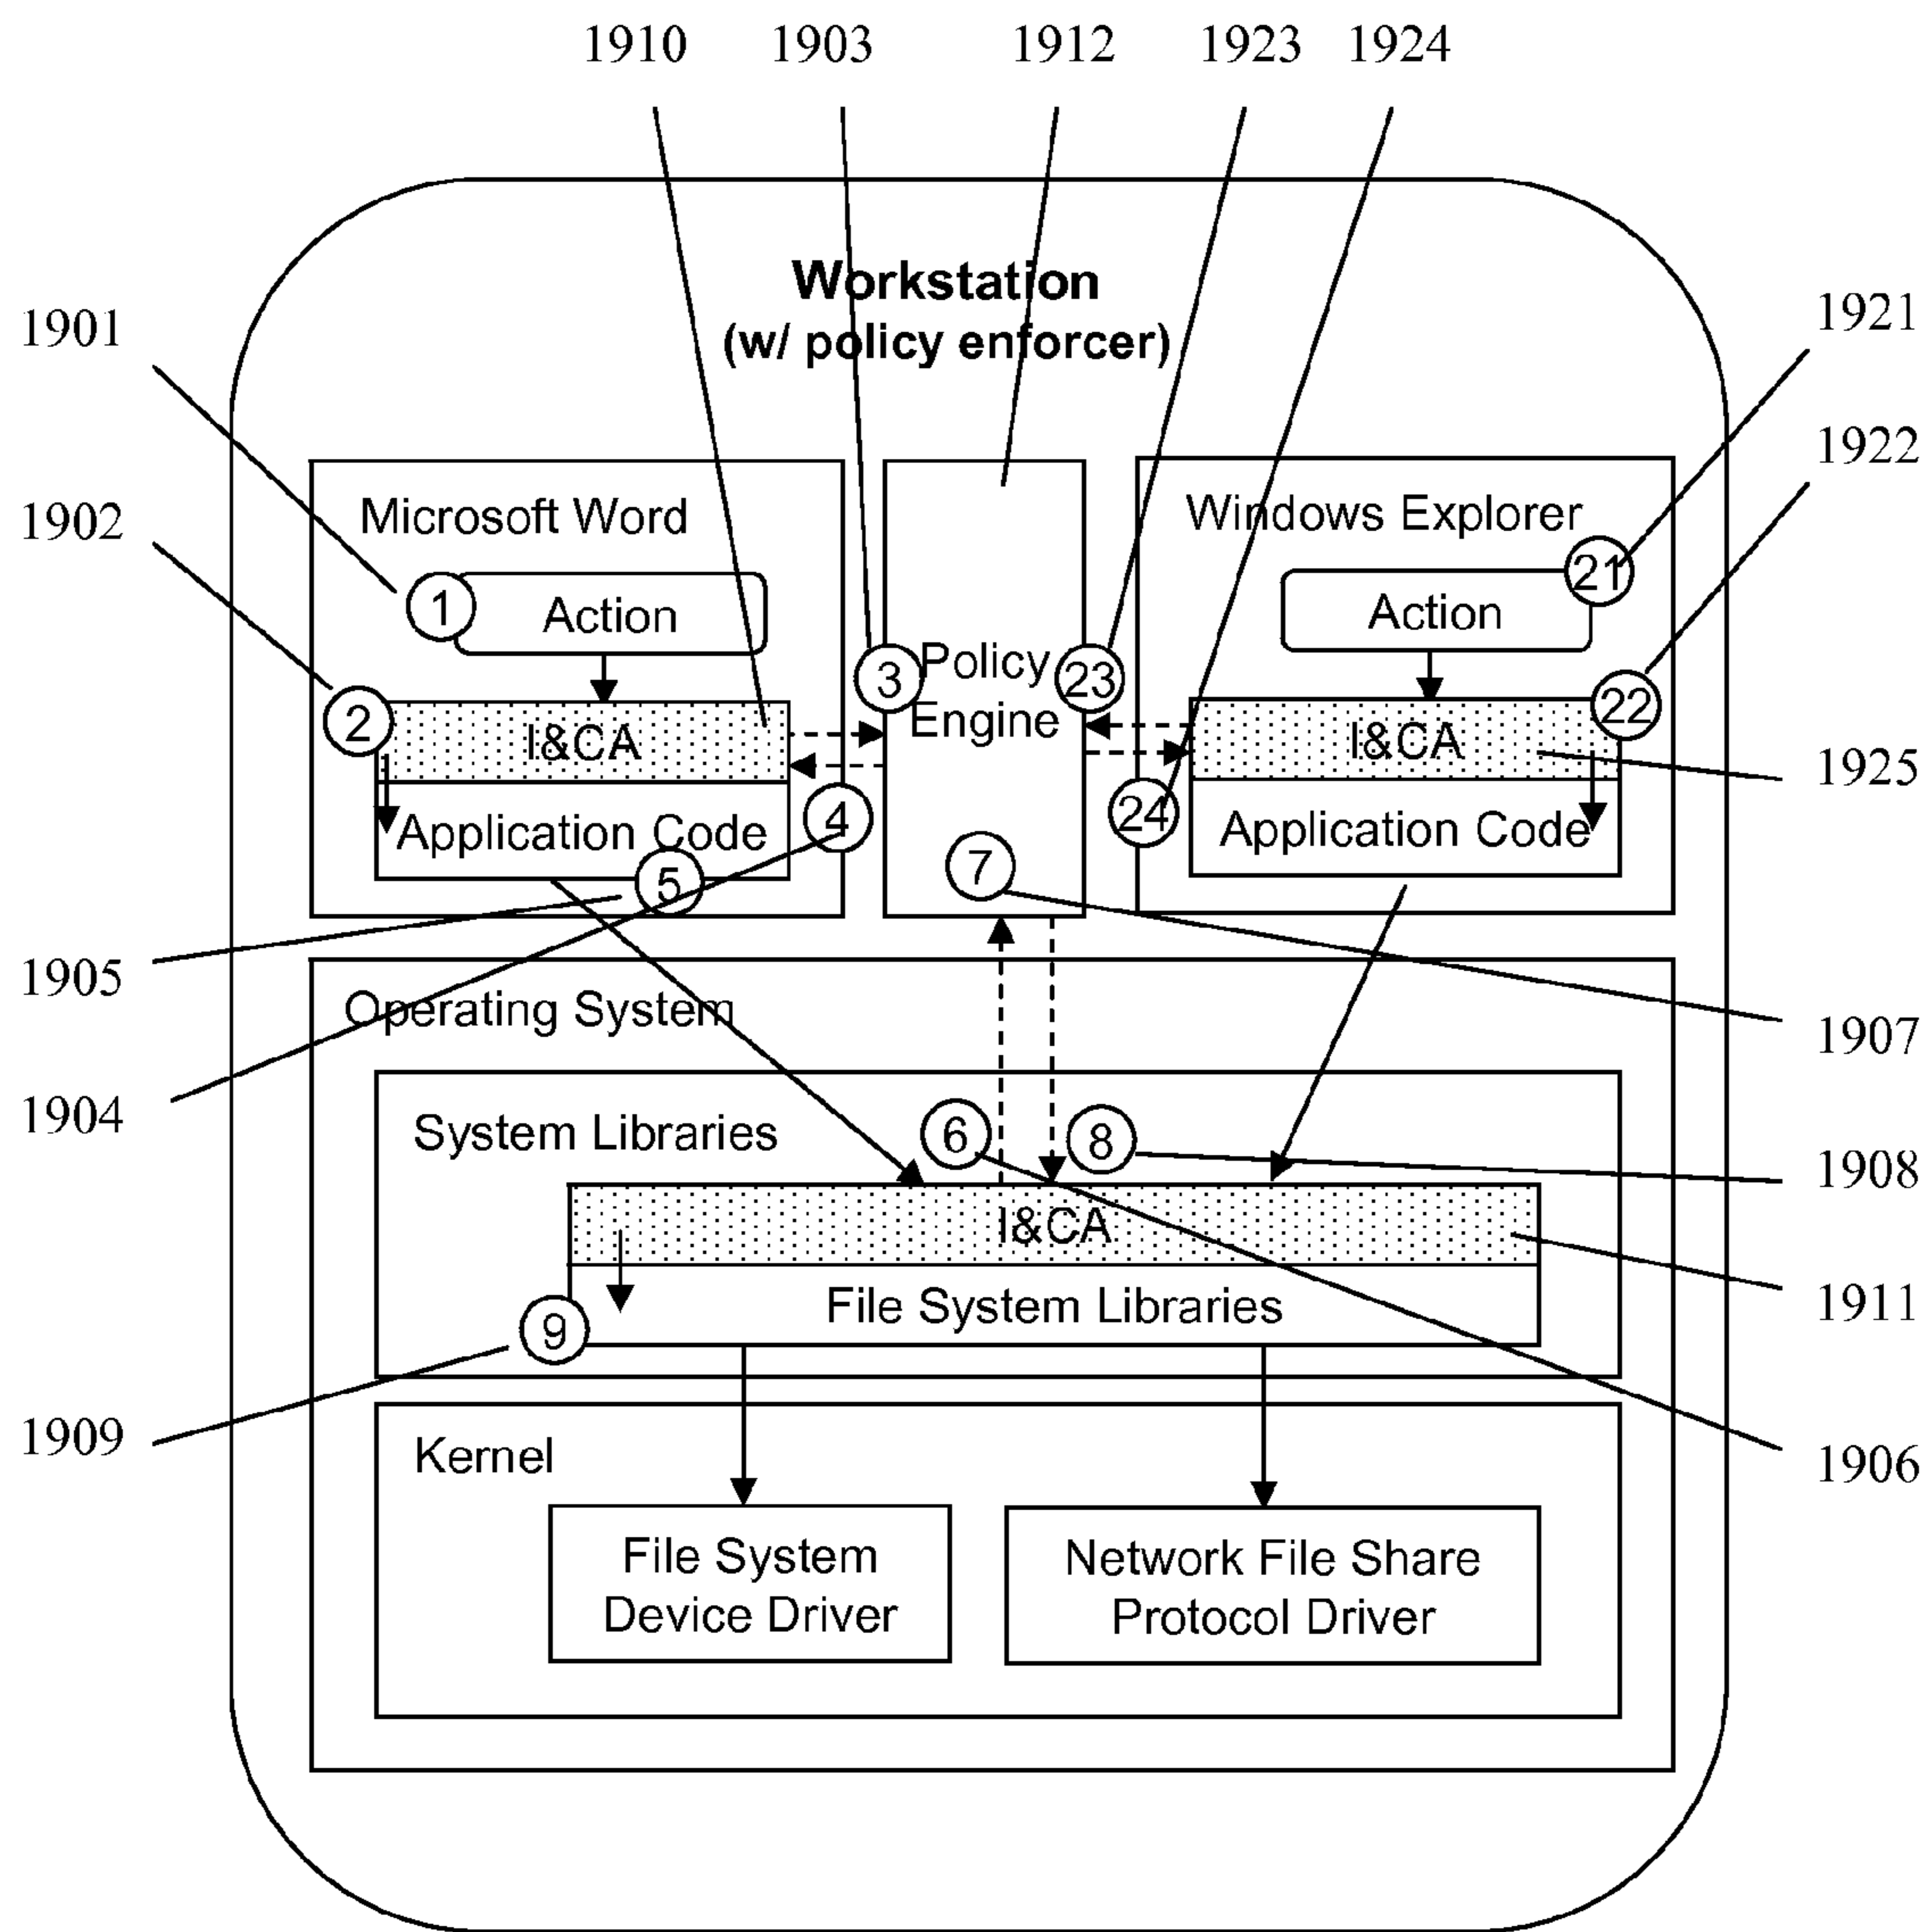 1910 1903 1912 1923 1924
Workstation
(w/ policy enforcer)
1901
1921
1902
1922
Microsoft Word
Windows Explorer
1 Action
Action 21
2 I&CA
3 Policy 23
Engine
I&CA 22
1925
Application Code
4
24
Application Code
5
7
1905
1904
Operating System
1907
System Libraries
6
8
1908
I&CA
1911
File System Libraries
9
1909
1906
Kernel
File System
Device Driver
Network File Share
Protocol Driver